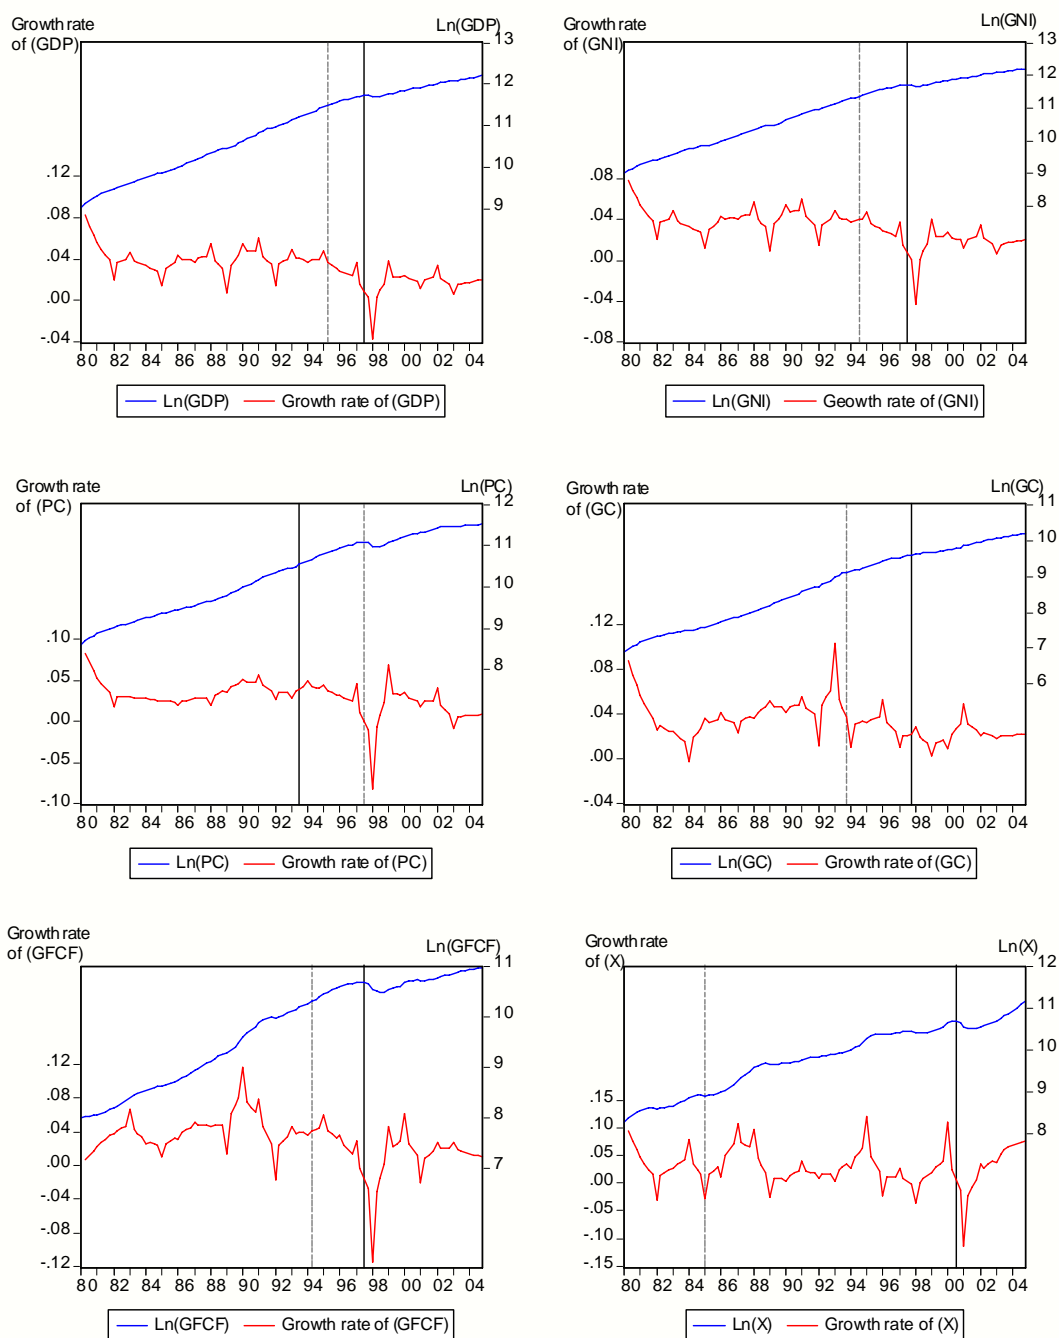 Growth rate
of (GDP)
Ln(GDP)
13
12
11
10
9
.12
.08
.04
.00
-.04
80 82 84 86 88 90 92 94 96 98 00 02 04
Ln(GDP) Growth rate of (GDP)
Growth rate
of (GNI)
Ln(GNI)
13
12
11
10
9
8
.08
.04
.00
-.04
-.08
80 82 84 86 88 90 92 94 96 98 00 02 04
Ln(GNI) Geowth rate of (GNI)
Growth rate
of (PC)
Ln(PC)
12
11
10
9
8
.10
.05
.00
-.05
-.10
80 82 84 86 88 90 92 94 96 98 00 02 04
Ln(PC) Growth rate of (PC)
Growth rate
of (GC)
Ln(GC)
11
10
9
8
7
6
.12
.08
.04
.00
-.04
80 82 84 86 88 90 92 94 96 98 00 02 04
Ln(GC) Growth rate of (GC)
Growth rate
of (GFCF)
Ln(GFCF)
11
10
9
8
7
.12
.08
.04
.00
-.04
-.08
-.12
80 82 84 86 88 90 92 94 96 98 00 02 04
Ln(GFCF) Growth rate of (GFCF)
Growth rate
of (X)
Ln(X)
12
11
10
9
8
.15
.10
.05
.00
-.05
-.10
-.15
80 82 84 86 88 90 92 94 96 98 00 02 04
Ln(X) Growth rate of (X)